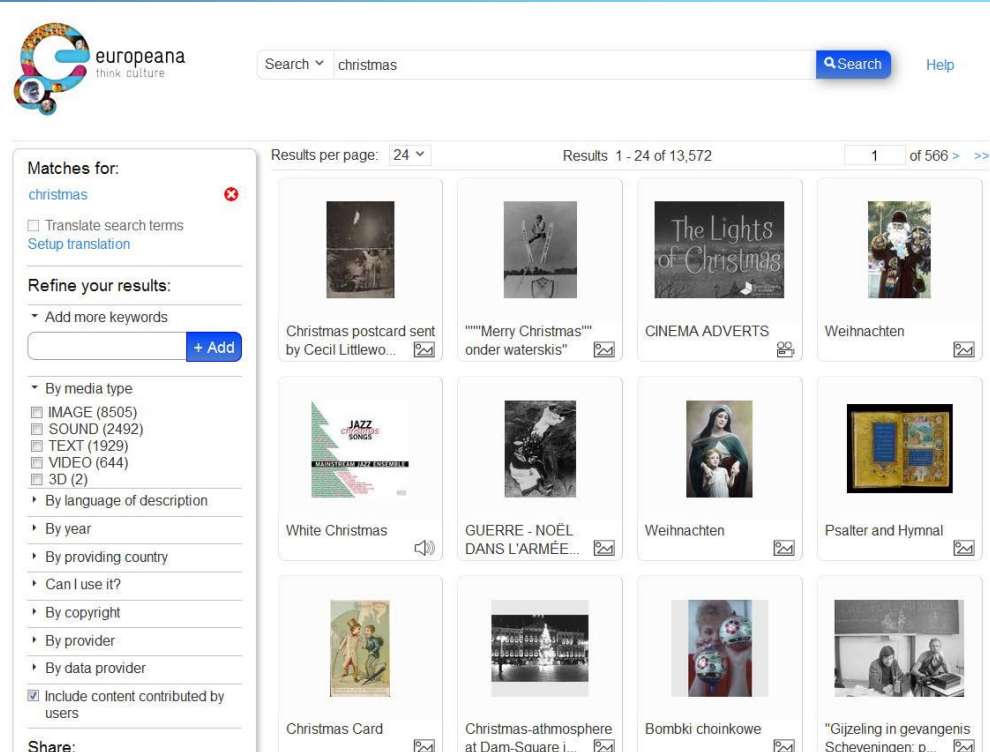 europeana
think culture
Search
christmas
Search
Help
Matches for:
christmas
Translate search terms
Setup translation
Refine your results:
Add more keywords
+ Add
By media type
IMAGE (8505)
SOUND (2492)
TEXT (1929)
VIDEO (644)
3D (2)
By language of description
By year
By providing country
Can I use it?
By copyright
By provider
By data provider
Include content contributed by
users
Share:
Results per page: 24
Results 1 - 24 of 13,572
1 of 566 > >>
The Lights
of Christmas
Christmas postcard sent
by Cecil Littlewo...
""""Merry Christmas""
onder waterskis"
CINEMA ADVERTS
Weihnachten
JAZZ
christmas
SONGS
MAINSTREAM JAZZ ENSEMBLE
White Christmas
GUERRE - NOËL
DANS L'ARMÉE...
Weihnachten
Psalter and Hymnal
Christmas Card
Christmas-athmosphere
at Dam-Square i...
Bombki choinkowe
"Gijzeling in gevangenis
Scheveningen; p...